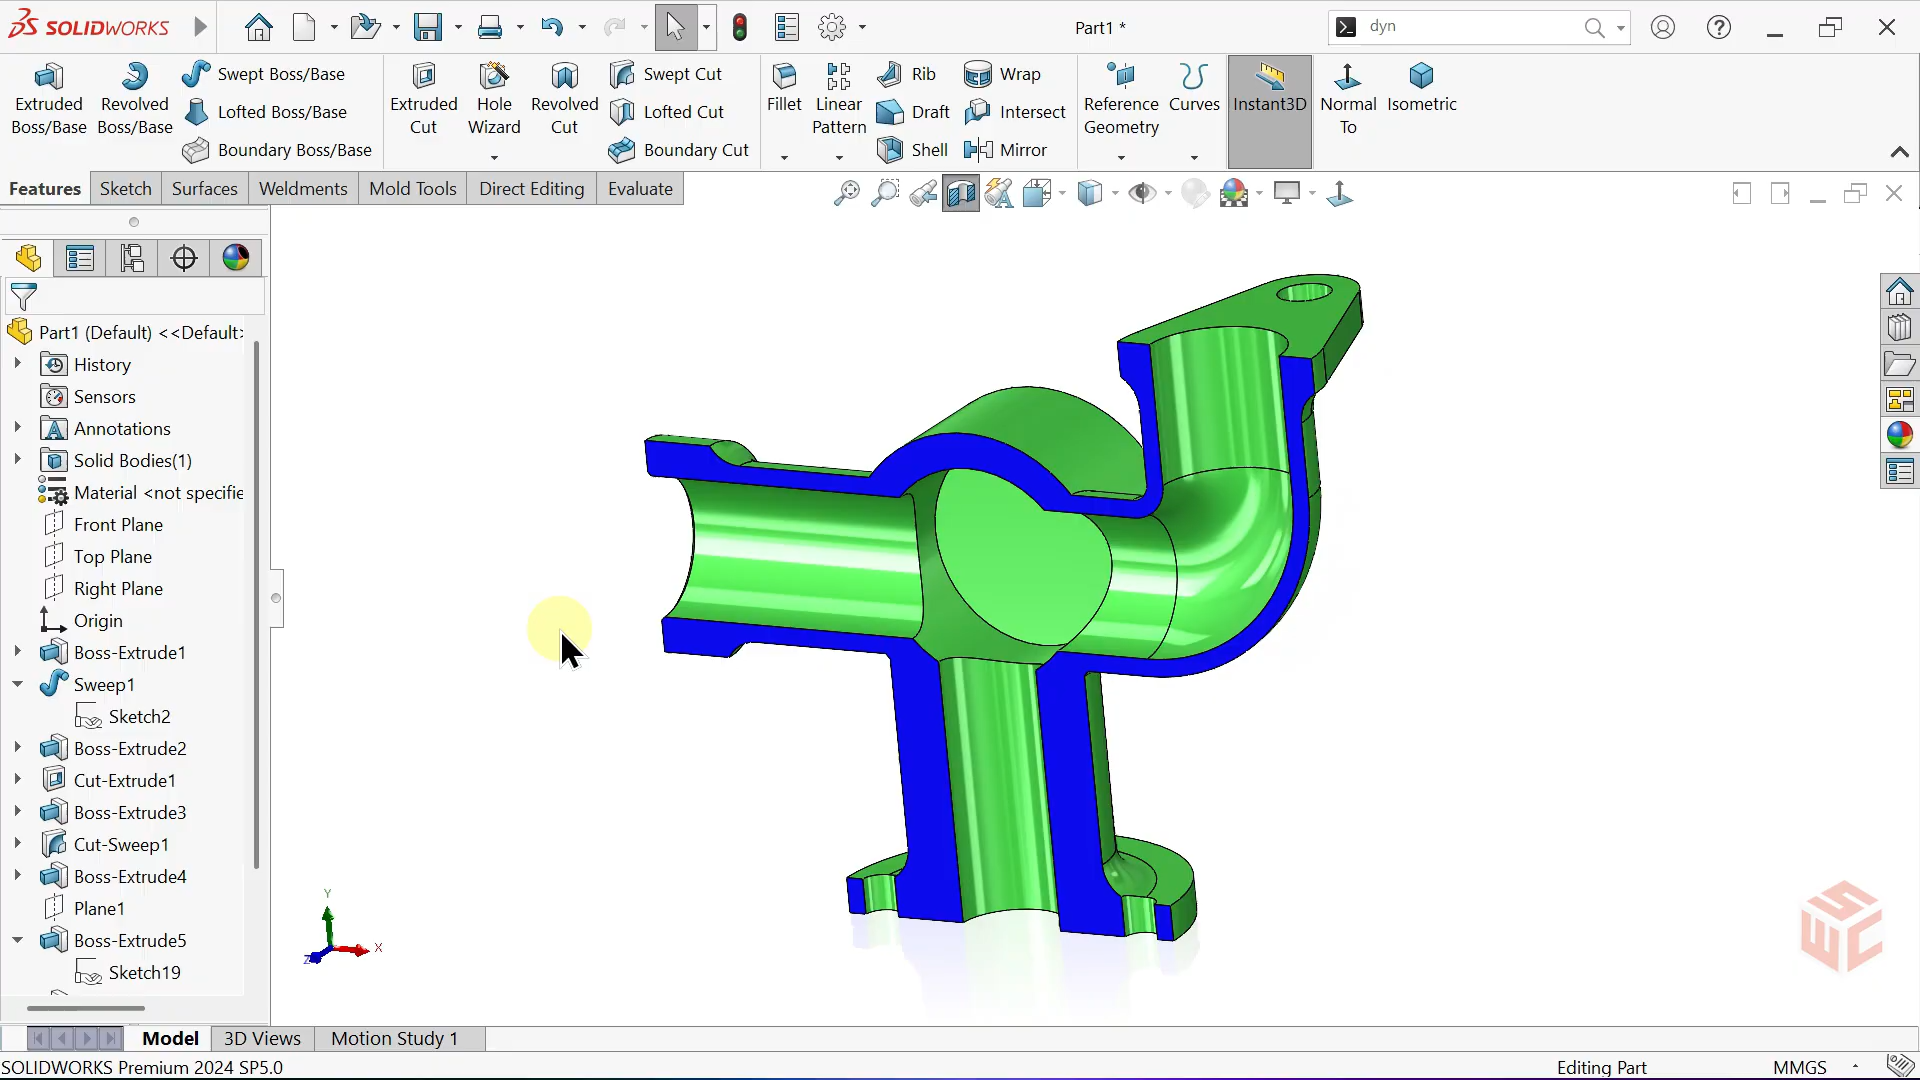 SOLIDWORKS
Part1 *
dyn
Extruded Boss/Base
Revolved Boss/Base
Swept Boss/Base
Lofted Boss/Base
Boundary Boss/Base
Extruded Cut
Hole Wizard
Revolved Cut
Swept Cut
Lofted Cut
Boundary Cut
Fillet
Linear Pattern
Rib
Draft
Shell
Wrap
Intersect
Mirror
Reference Geometry
Curves
Instant3D
Normal To
Isometric
Features
Sketch
Surfaces
Weldments
Mold Tools
Direct Editing
Evaluate
Part1 (Default) <<Default>
History
Sensors
Annotations
Solid Bodies(1)
Material <not specifie
Front Plane
Top Plane
Right Plane
Origin
Boss-Extrude1
Sweep1
Sketch2
Boss-Extrude2
Cut-Extrude1
Boss-Extrude3
Cut-Sweep1
Boss-Extrude4
Plane1
Boss-Extrude5
Sketch19
Y
X
Z
SWC
Model
3D Views
Motion Study 1
SOLIDWORKS Premium 2024 SP5.0
Editing Part
MMGS